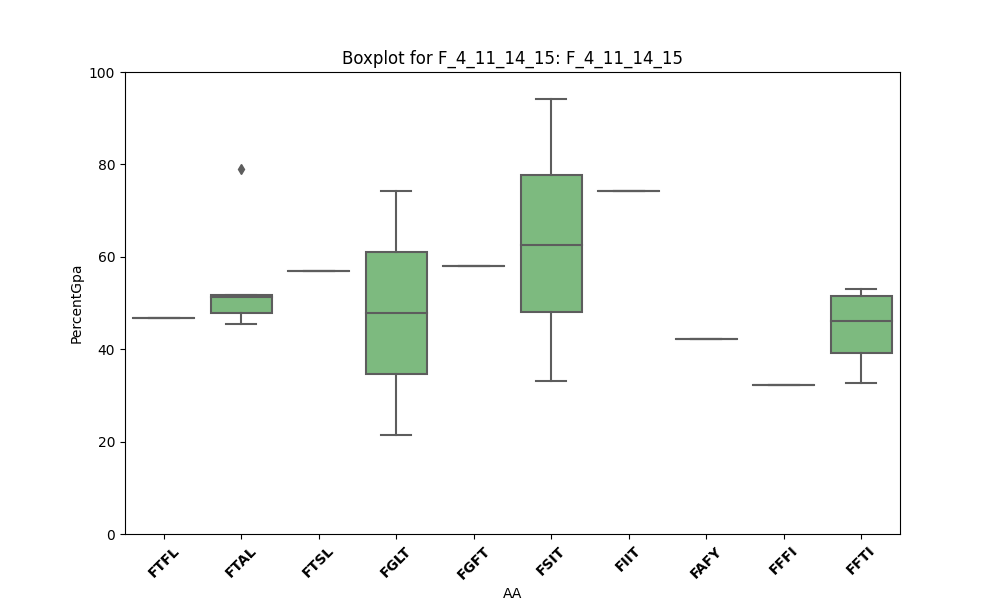 Boxplot for F_4_11_14_15: F_4_11_14_15
100
80
60
40
20
0
PercentGpa
FTFL
FTAL
FTSL
FGLT
FGFT
FSIT
FIIT
FAFY
FFFI
FFTI
AA